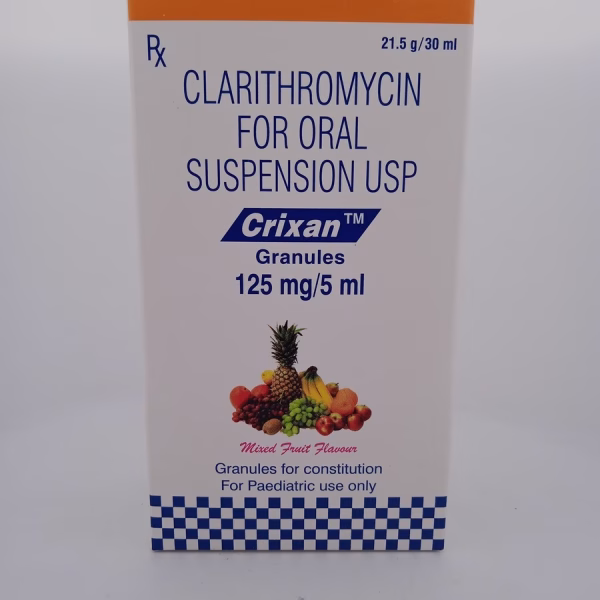 Rx
21.5 g/30 ml
CLARITHROMYCIN
FOR ORAL
SUSPENSION USP
Crixan™
Granules
125 mg/5 ml
Mixed Fruit Flavour
Granules for constitution
For Paediatric use only